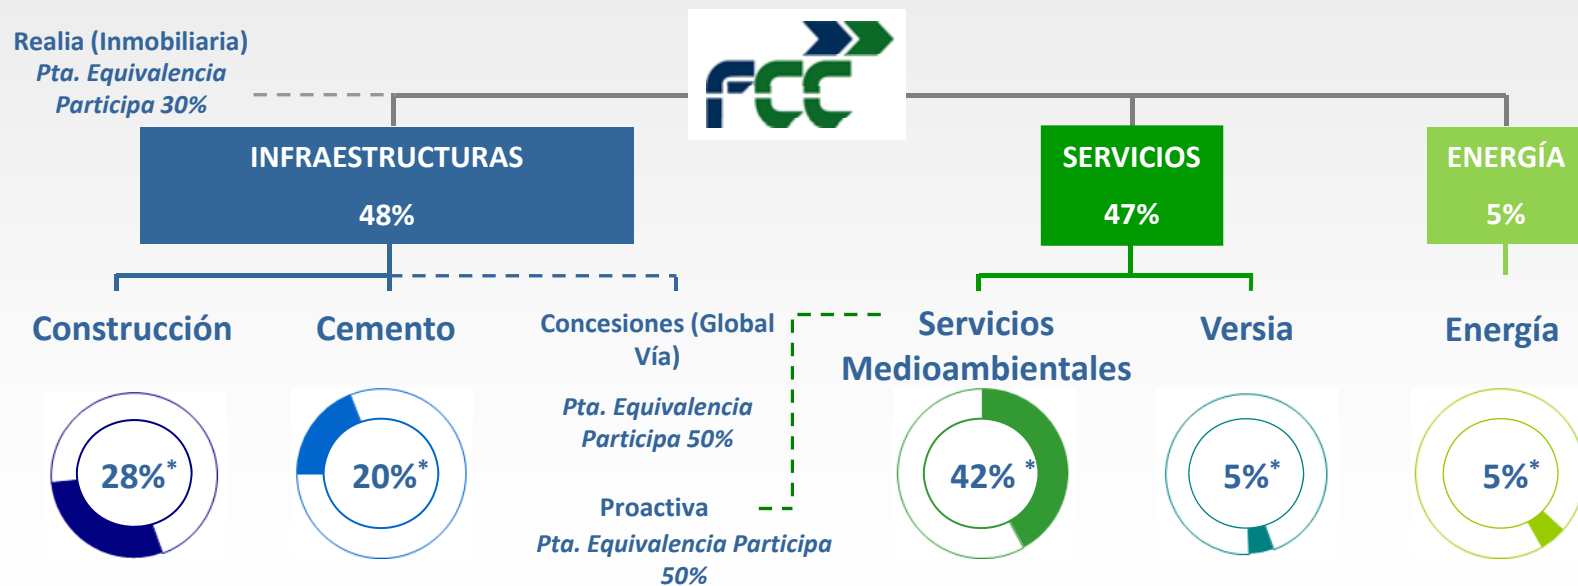 Realia (Inmobiliaria)
Pta. Equivalencia
Participa 30%
FCC
INFRAESTRUCTURAS
48%
SERVICIOS
47%
ENERGÍA
5%
Construcción
28%*
Cemento
20%*
Concesiones (Global
Vía)
Pta. Equivalencia
Participa 50%
Proactiva
Pta. Equivalencia Participa
50%
Servicios
Medioambientales
42% *
Versia
5%*
Energía
5%*